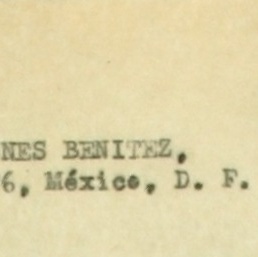 NES BENITEZ,
6, México, D. F.